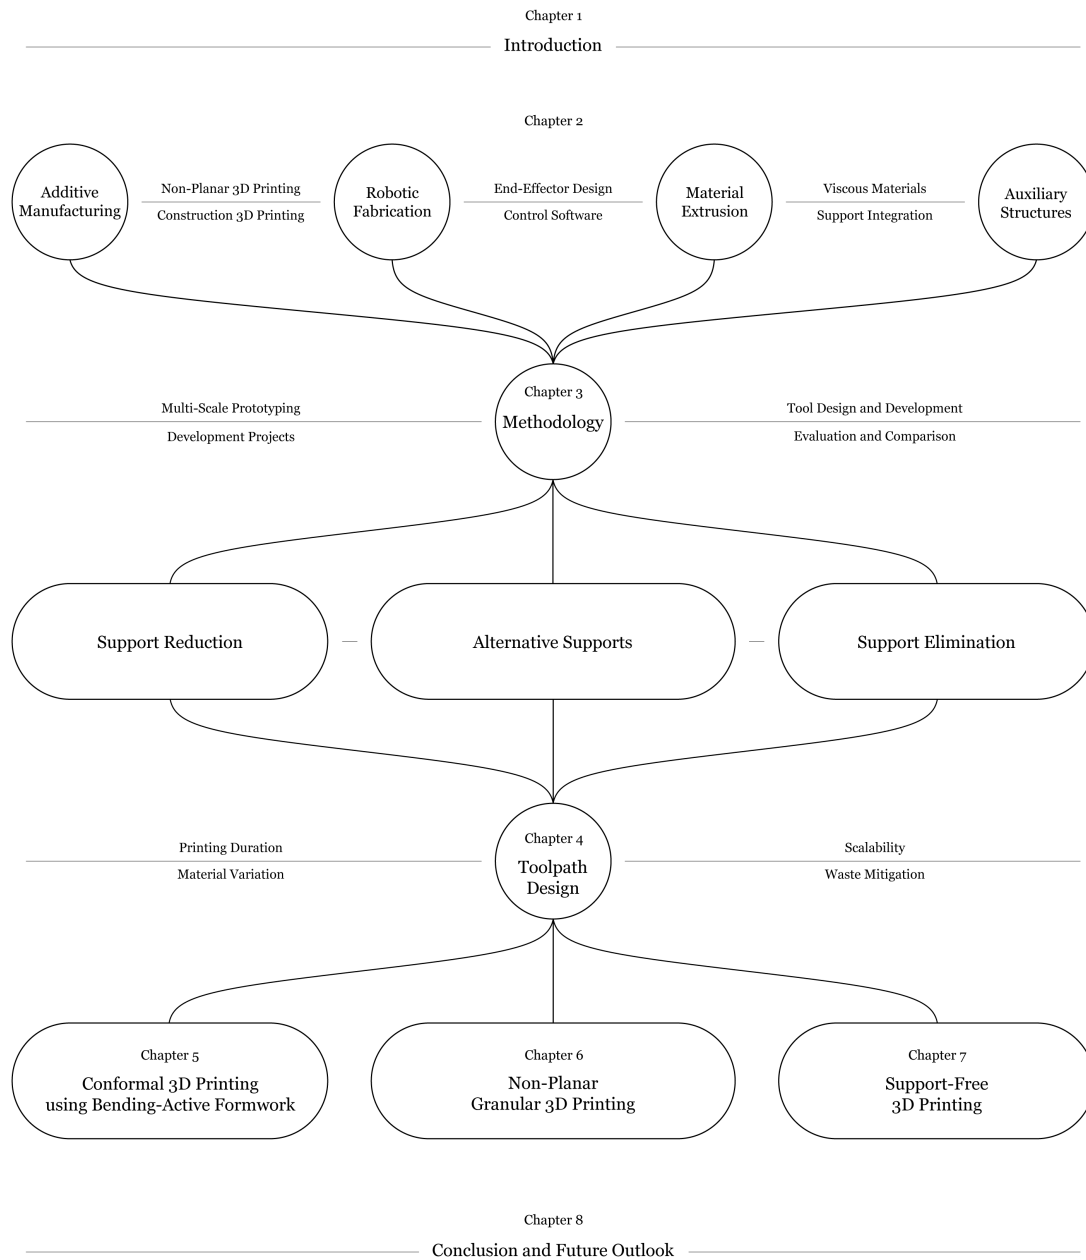 Chapter 1
Introduction
Chapter 2
Additive
Manufacturing
Non-Planar 3D Printing
Construction 3D Printing
Robotic
Fabrication
End-Effector Design
Control Software
Material
Extrusion
Viscous Materials
Support Integration
Auxiliary
Structures
Chapter 3
Methodology
Multi-Scale Prototyping
Development Projects
Tool Design and Development
Evaluation and Comparison
Support Reduction
Alternative Supports
Support Elimination
Chapter 4
Toolpath
Design
Printing Duration
Material Variation
Scalability
Waste Mitigation
Chapter 5
Conformal 3D Printing
using Bending-Active Formwork
Chapter 6
Non-Planar
Granular 3D Printing
Chapter 7
Support-Free
3D Printing
Chapter 8
Conclusion and Future Outlook